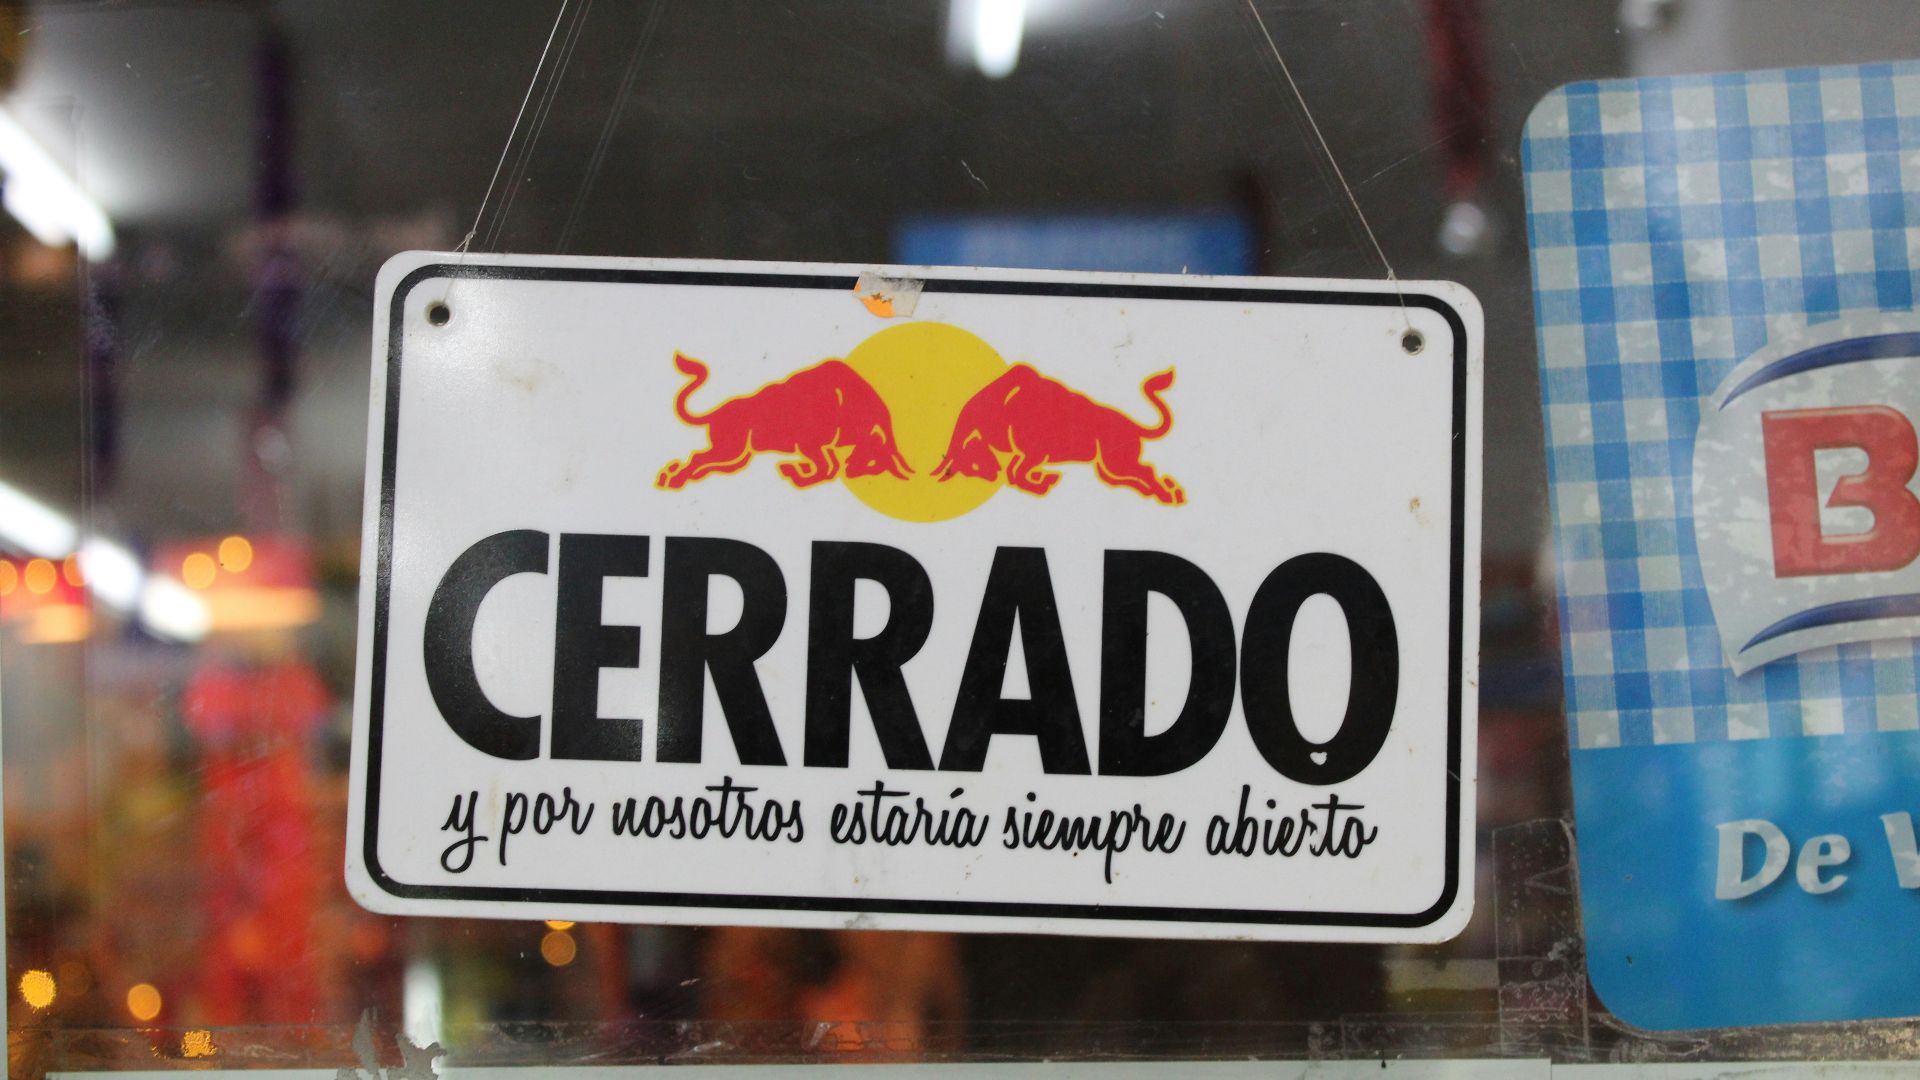 CERRADO
y por nosotros estaría siempre abierto
De